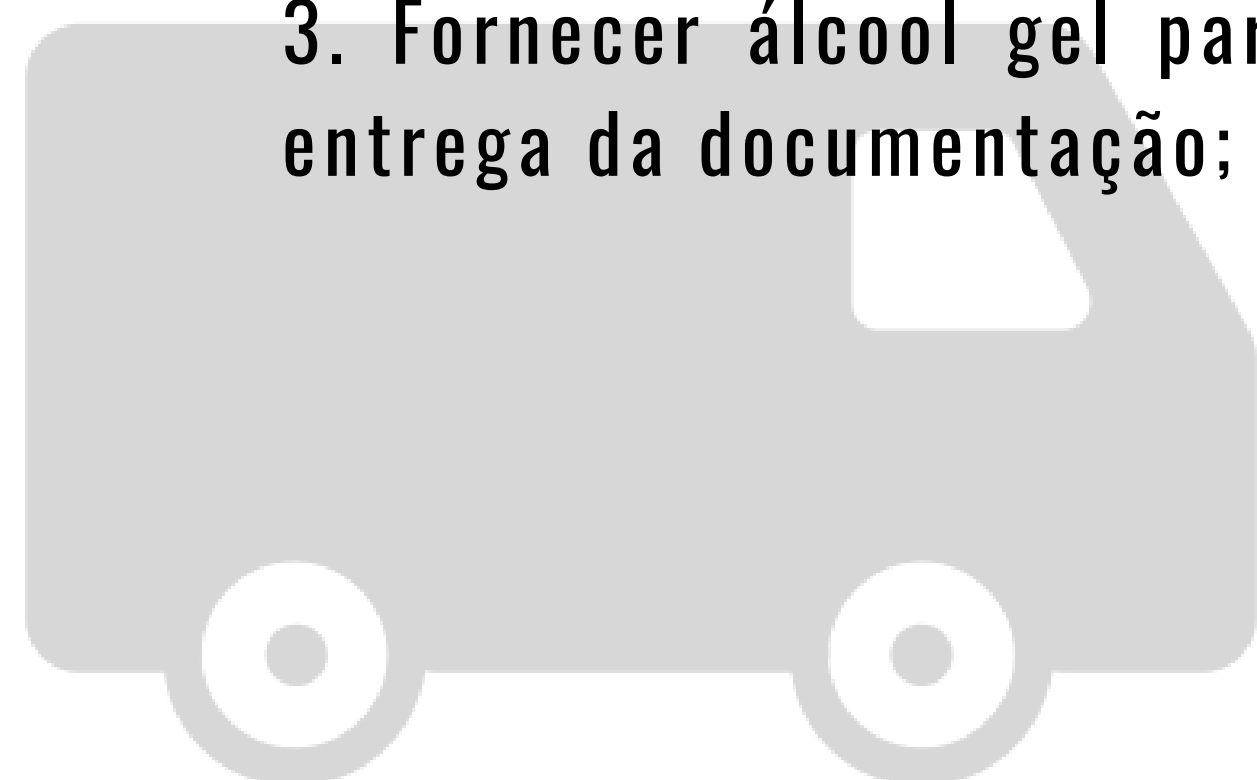 3. Fornecer álcool gel
entrega da documentação;